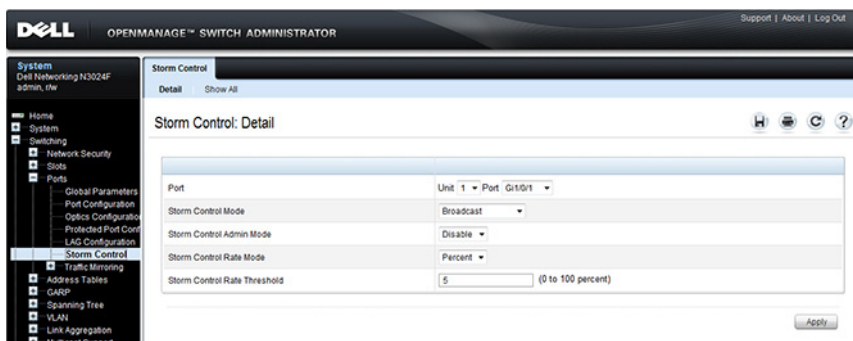 Support | About | Log Out
DELL OPENMANAGE™ SWITCH ADMINISTRATOR
System
Dell Networking N3024F
admin, r/w
Home
System
Switching
Network Security
Slots
Ports
Global Parameters
Port Configuration
Optics Configuration
Protected Port Conf
LAG Configuration
Storm Control
Traffic Mirroring
Address Tables
GARP
Spanning Tree
VLAN
Link Aggregation
Storm Control
Detail Show All
Storm Control: Detail
Port Unit 1 Port Gi1/0/1
Storm Control Mode Broadcast
Storm Control Admin Mode Disable
Storm Control Rate Mode Percent
Storm Control Rate Threshold 5 (0 to 100 percent)
Apply